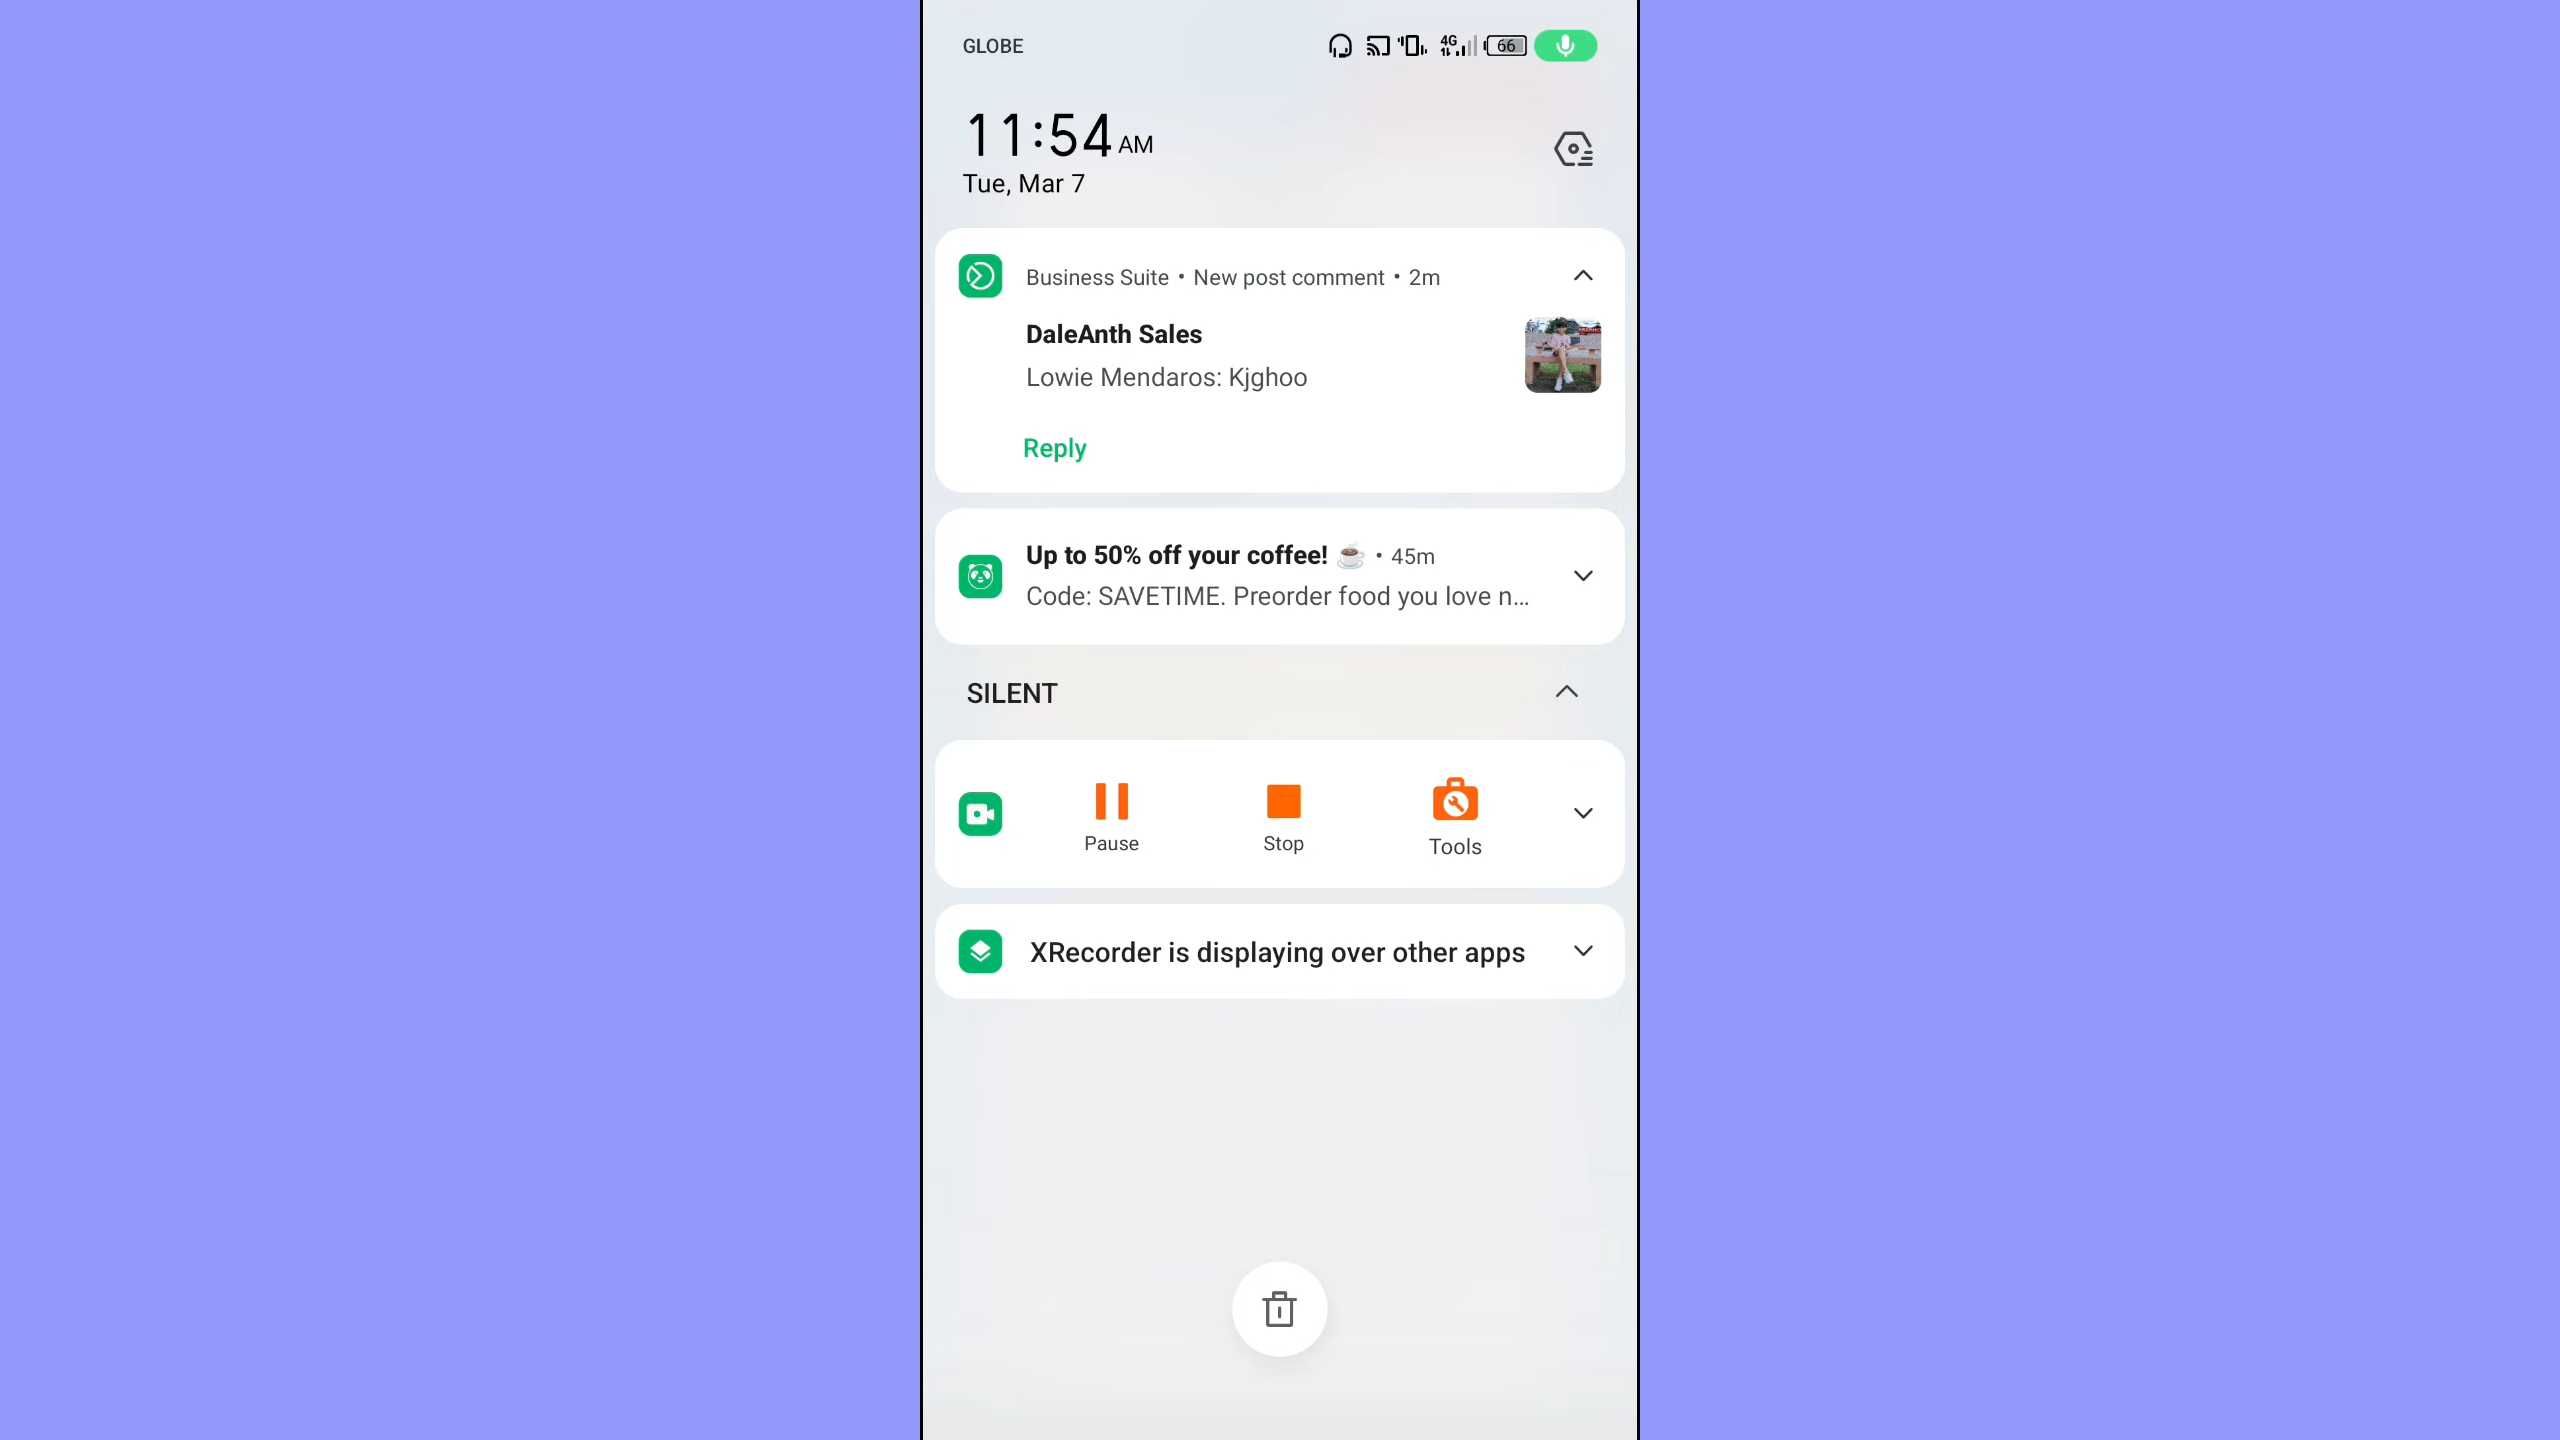 GLOBE
4G
66
11:54 AM
Tue, Mar 7
Business Suite • New post comment • 2m
DaleAnth Sales
Lowie Mendaros: Kjghoo
Reply
Up to 50% off your coffee! ☕ • 45m
Code: SAVETIME. Preorder food you love n...
SILENT
Pause
Stop
Tools
XRecorder is displaying over other apps